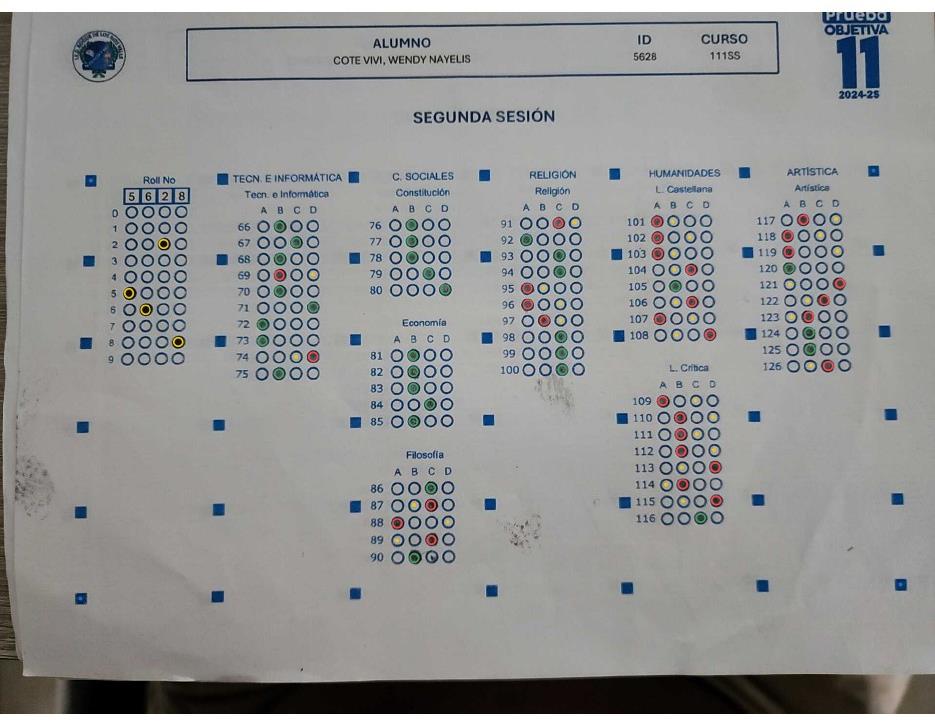 Prueba
OBJETIVA
11
2024-25
ALUMNO ID CURSO
COTE VIVI, WENDY NAYELIS 5628 111SS
SEGUNDA SESIÓN
Roll No
5 6 2 8
0
1
2
3
4
5
6
7
8
9
TECN. E INFORMÁTICA
Tecn. e Informática
A B C D
66
67
68
69
70
71
72
73
74
75
C. SOCIALES
Constitución
A B C D
76
77
78
79
80
Economía
A B C D
81
82
83
84
85
Filosofía
A B C D
86
87
88
89
90
RELIGIÓN
Religión
A B C D
91
92
93
94
95
96
97
98
99
100
HUMANIDADES
L. Castellana
A B C D
101
102
103
104
105
106
107
108
L. Crítica
A B C D
109
110
111
112
113
114
115
116
ARTÍSTICA
Artística
A B C D
117
118
119
120
121
122
123
124
125
126